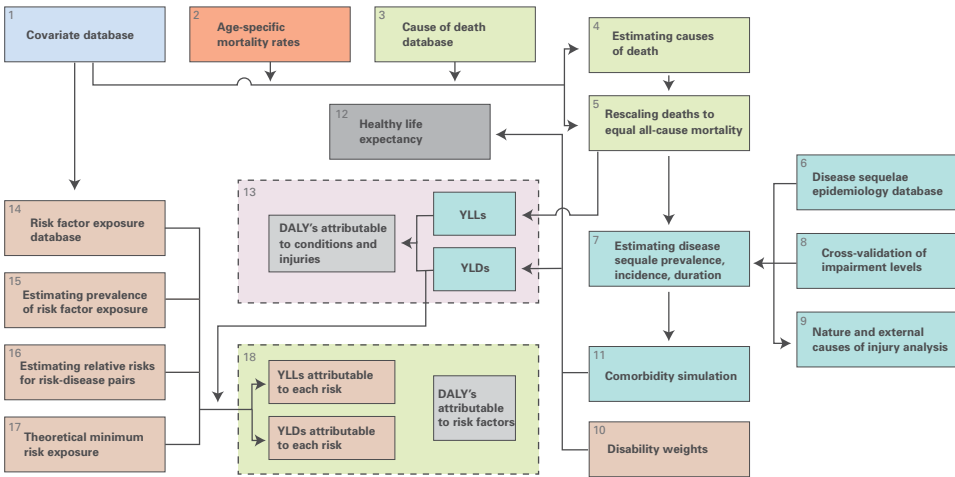 1
Covariate database
2
Age-specific
mortality rates
3
Cause of death
database
4
Estimating causes
of death
5
Rescaling deaths to
equal all-cause mortality
12
Healthy life
expectancy
6
Disease sequelae
epidemiology database
13
YLLs
DALY's attributable
to conditions and
injuries
YLDs
14
Risk factor exposure
database
7
Estimating disease
sequale prevalence,
incidence, duration
8
Cross-validation of
impairment levels
15
Estimating prevalence
of risk factor exposure
9
Nature and external
causes of injury analysis
16
Estimating relative risks
for risk-disease pairs
18
YLLs attributable
to each risk
DALY's
attributable
to risk factors
YLDs attributable
to each risk
11
Comorbidity simulation
17
Theoretical minimum
risk exposure
10
Disability weights